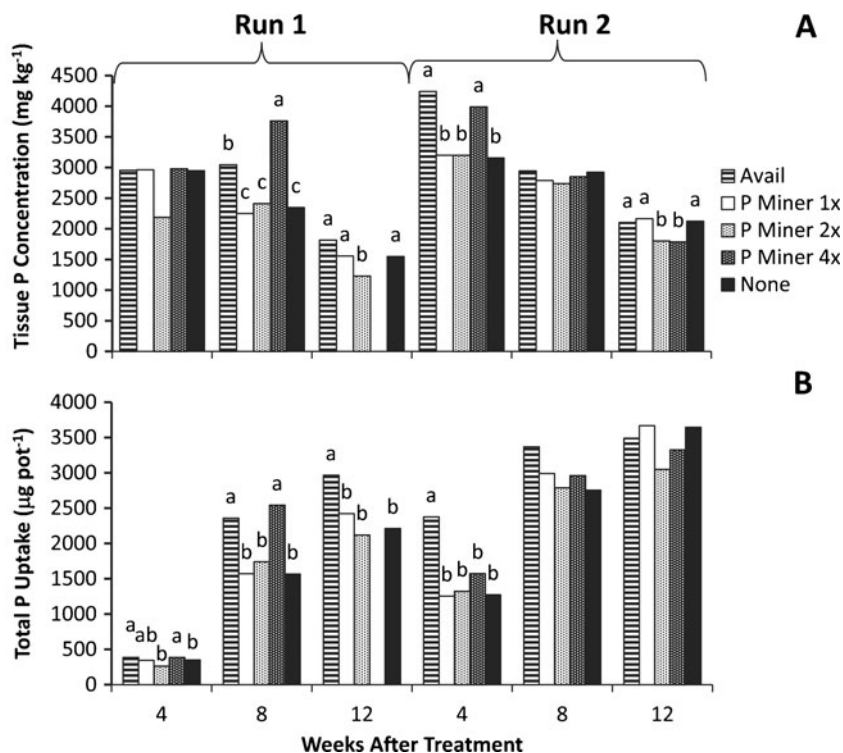 Run 1 Run 2 A
Tissue P Concentration (mg kg-1)
4500
4000
3500
3000
2500
2000
1500
1000
500
0
b c c a c
a a b a
a b b a b
a a b b a
Avail
P Miner 1x
P Miner 2x
P Miner 4x
None
B
Total P Uptake (µg pot-1)
4000
3500
3000
2500
2000
1500
1000
500
0
a ab b a b
a b b a b
a b b b
a b b b b
4 8 12 4 8 12
Weeks After Treatment